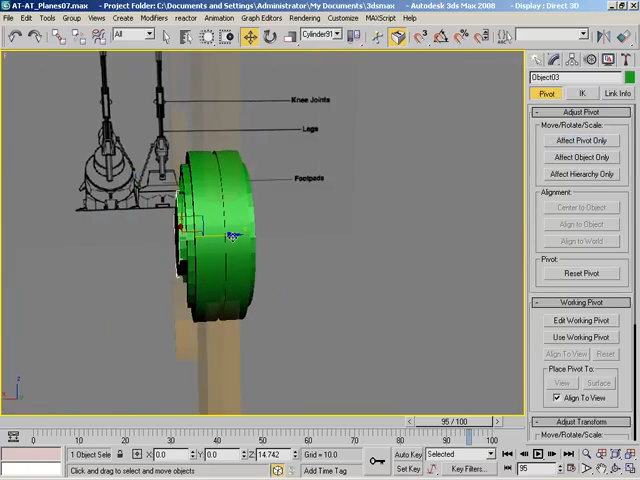 AT-AT_Planes07.max - Project Folder: C:\Documents and Settings\Administrator\My Documents\3dsmax - Autodesk 3ds Max 2008 - Display : Direct 3D
File Edit Tools Group Views Create Modifiers reactor Animation Graph Editors Rendering Customize MAXScript Help
All
Cylinder91
Knee Joints
Legs
Footpads
Object03
Pivot IK Link Info
Adjust Pivot
Move/Rotate/Scale:
Affect Pivot Only
Affect Object Only
Affect Hierarchy Only
Alignment:
Center to Object
Align to Object
Align to World
Pivot:
Reset Pivot
Working Pivot
Edit Working Pivot
Use Working Pivot
Align To View Reset
Place Pivot To:
View Surface
Align To View
Adjust Transform
Move/Rotate/Scale:
95 / 100
0 10 20 30 40 50 60 70 80 90 100
1 Object Sele X: 0.0 Y: 0.0 Z: 14.742 Grid = 10.0
Auto Key Selected
Click and drag to select and move objects
Add Time Tag
Set Key Key Filters... 95